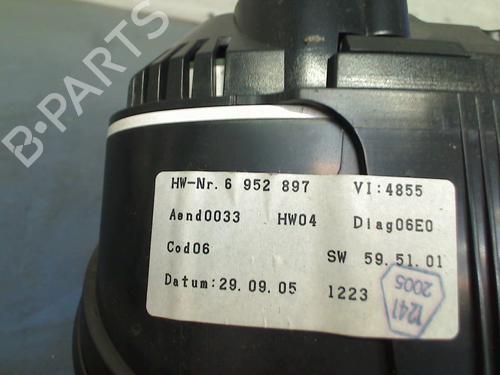 B-PARTS
HW-Nr. 6 952 897 VI:4855
Aend0033 HW04 Diag06E0
Cod06 SW 59.51.01
Datum:29.09.05 1223
1241
2005